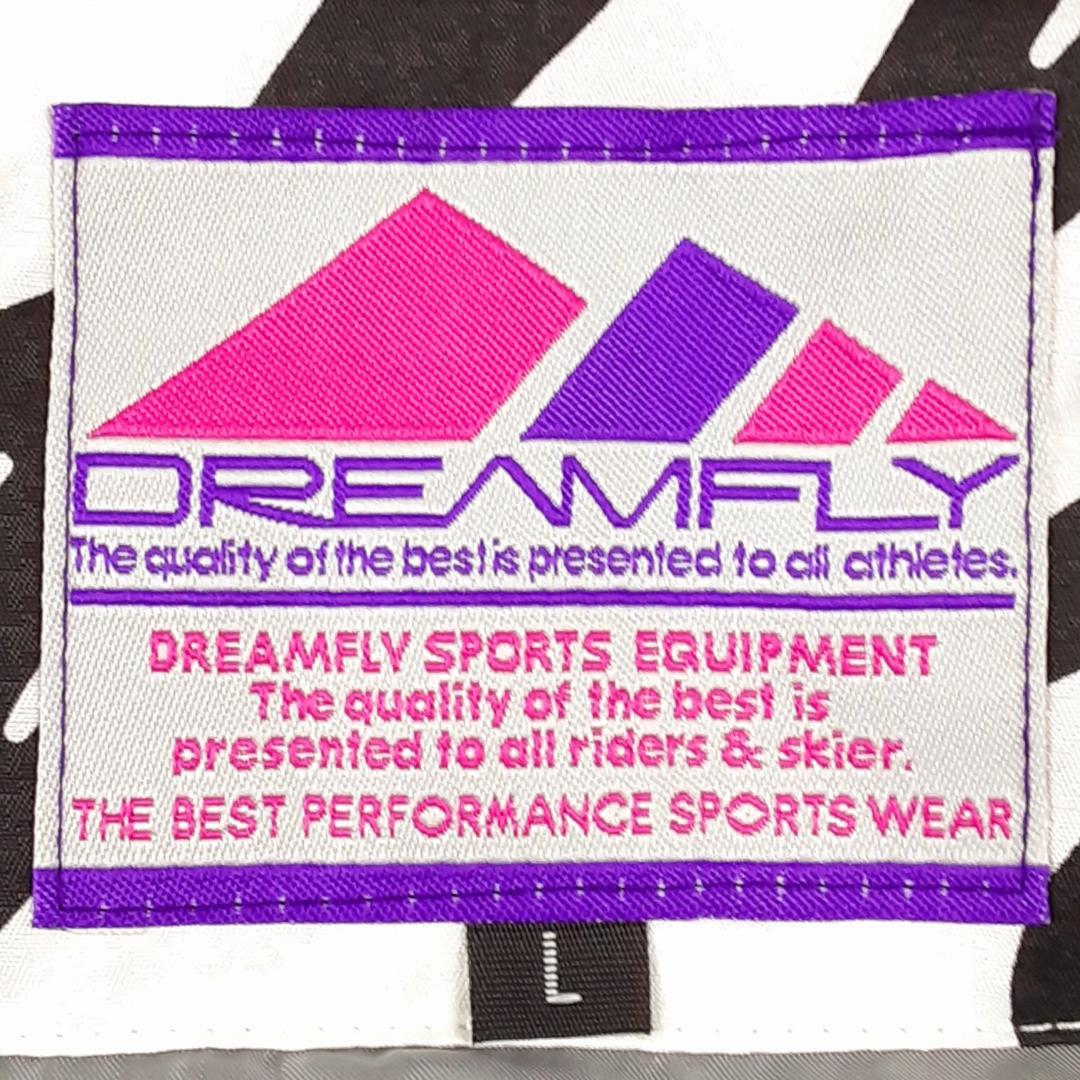 DREAMFLY
The quality of the best is presented to all athletes.
DREAMFLY SPORTS EQUIPMENT
The quality of the best is
presented to all riders & skier.
THE BEST PERFORMANCE SPORTS WEAR
L